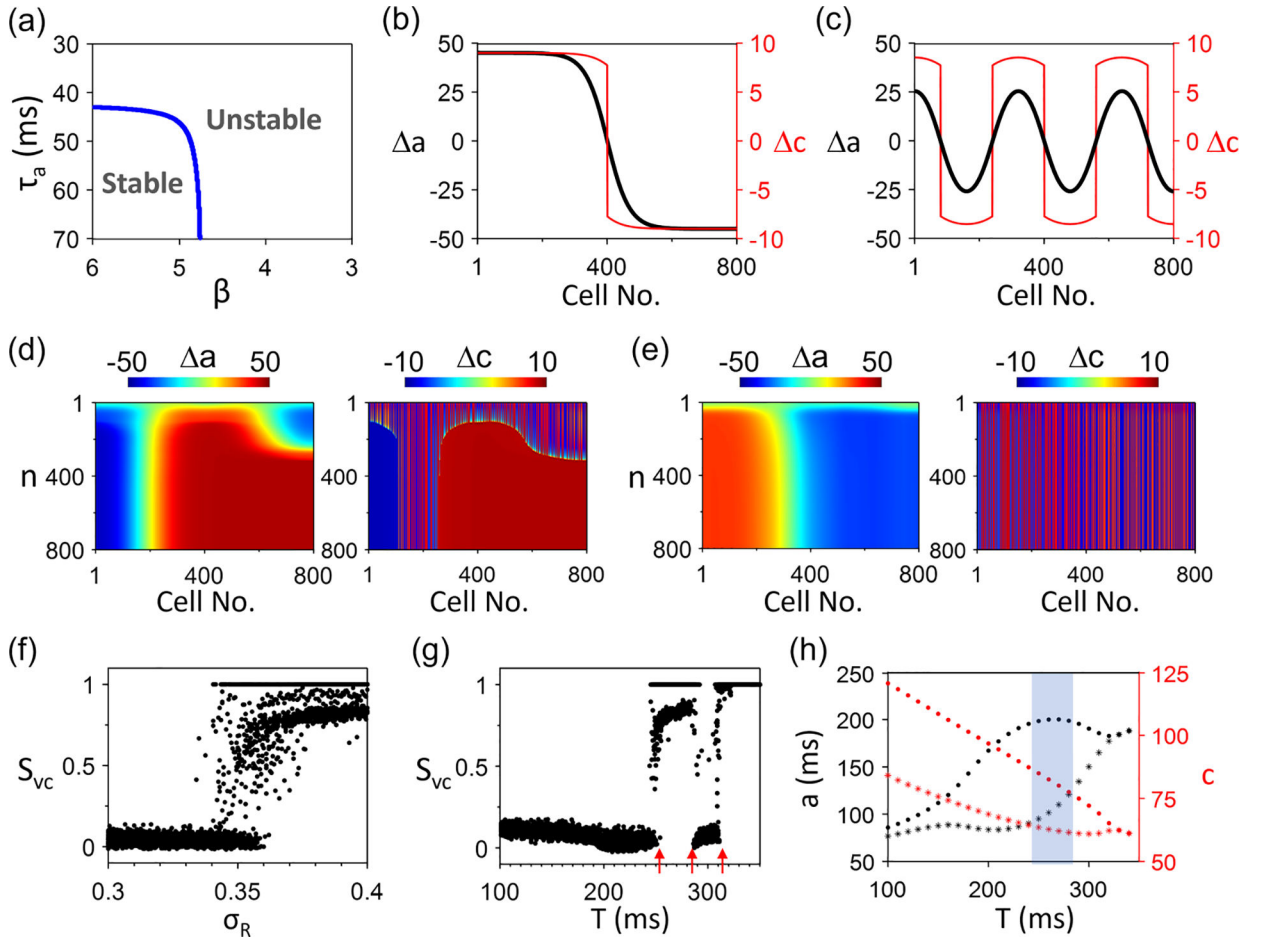 (a)
30
40
50
60
70
τa (ms)
Unstable
Stable
6 5 4 3
β
(b)
50
25
0
-25
-50
Δa
10
5
0
-5
-10
Δc
1 400 800
Cell No.
(c)
50
25
0
-25
-50
Δa
10
5
0
-5
-10
Δc
1 400 800
Cell No.
(d)
-50 Δa 50
-10 Δc 10
1
n 400
800
1 400 800
Cell No.
1
400
800
1 400 800
Cell No.
(e)
-50 Δa 50
-10 Δc 10
1
n 400
800
1 400 800
Cell No.
1
400
800
1 400 800
Cell No.
(f)
1
0.5
0
Svc
0.3 0.35 0.4
σR
(g)
1
0.5
0
Svc
100 200 300
T (ms)
(h)
250
200
150
100
50
a (ms)
125
100
75
50
c
100 200 300
T (ms)